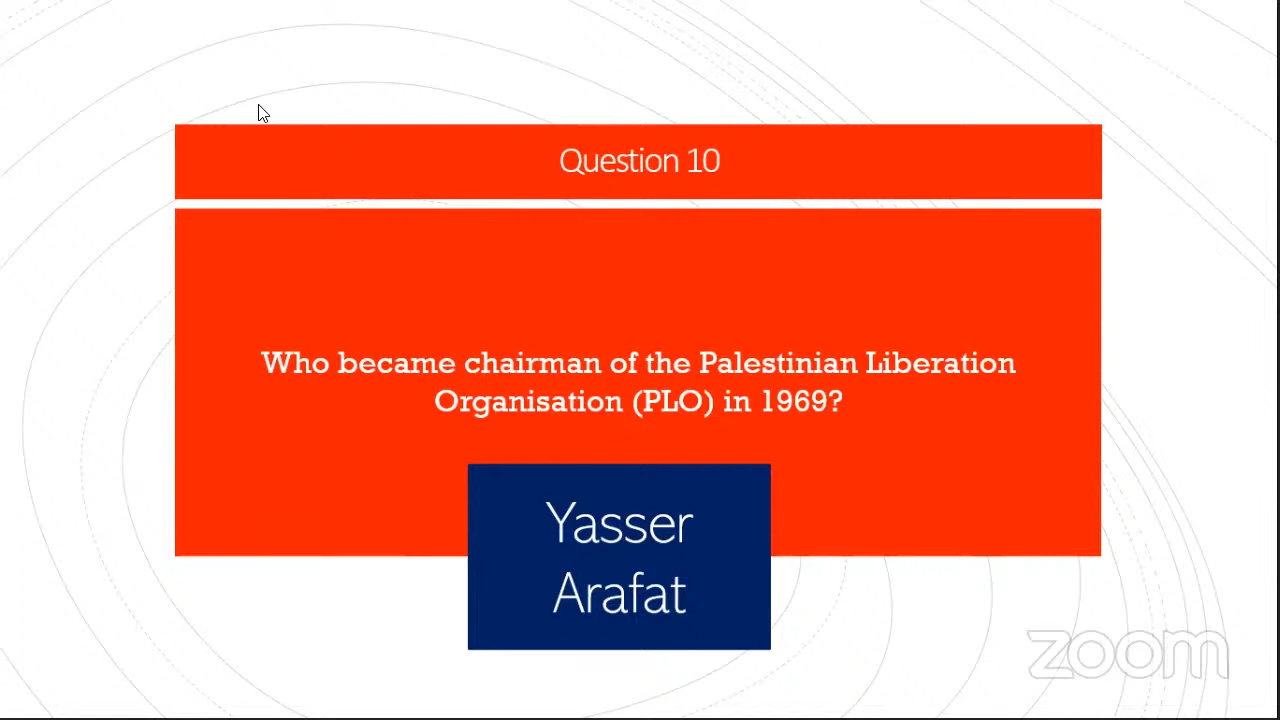 Question 10
Who became chairman of the Palestinian Liberation
Organisation (PLO) in 1969?
Yasser
Arafat
zoom